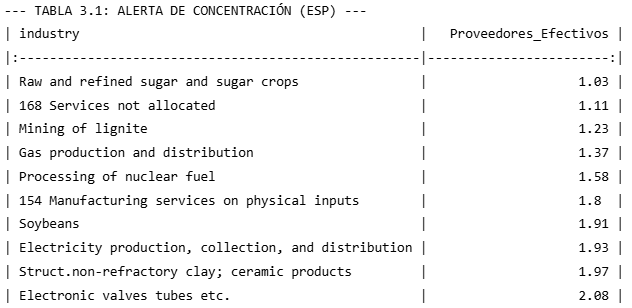 --- TABLA 3.1: ALERTA DE CONCENTRACIÓN (ESP) ---
| industry                                           |   Proveedores_Efectivos |
|:---------------------------------------------------|------------------------:|
| Raw and refined sugar and sugar crops              |                    1.03 |
| 168 Services not allocated                         |                    1.11 |
| Mining of lignite                                  |                    1.23 |
| Gas production and distribution                    |                    1.37 |
| Processing of nuclear fuel                         |                    1.58 |
| 154 Manufacturing services on physical inputs      |                    1.8  |
| Soybeans                                           |                    1.91 |
| Electricity production, collection, and distribution |                    1.93 |
| Struct.non-refractory clay; ceramic products       |                    1.97 |
| Electronic valves tubes etc.                       |                    2.08 |